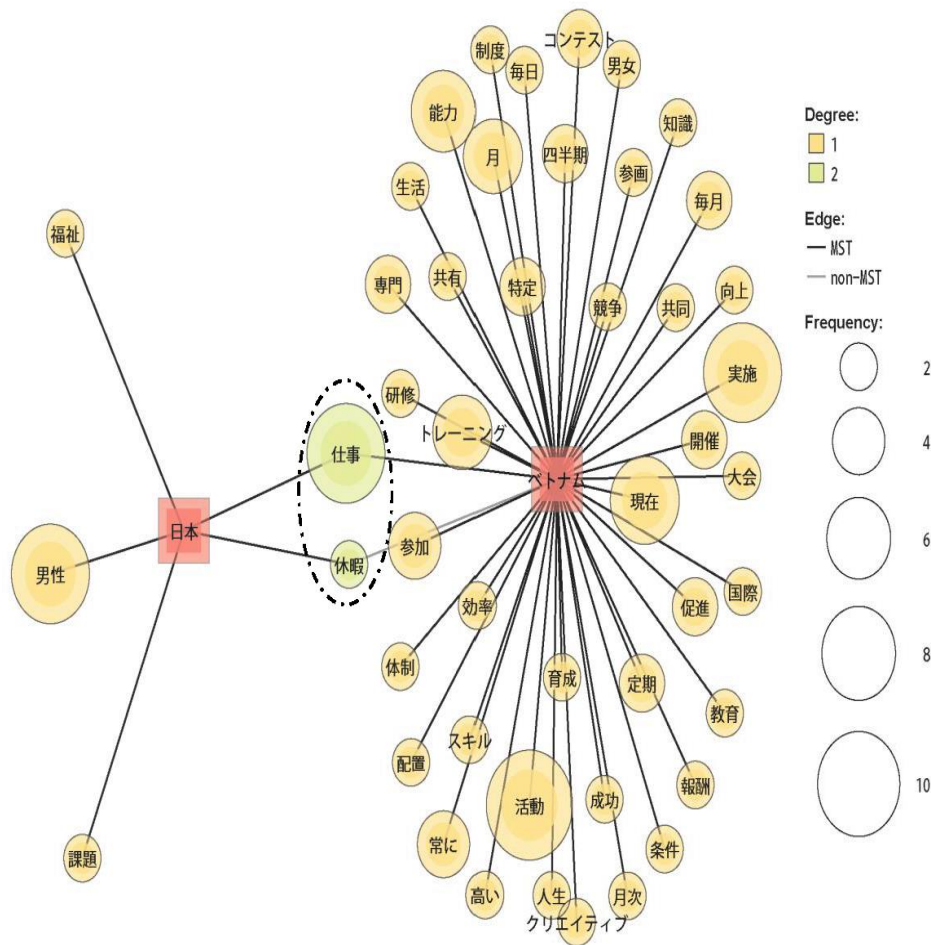 コンテスト
制度
毎日
男女
能力
月
四半期
知識
生活
参画
毎月
福祉
専門
共有
特定
競争
共同
向上
実施
研修
トレーニング
開催
仕事
大会
ベトナム
現在
日本
男性
参加
休暇
効率
促進
国際
体制
育成
定期
教育
配置
スキル
活動
成功
報酬
常に
条件
課題
高い
人生
月次
クリエイティブ
Degree:
1
2
Edge:
MST
non-MST
Frequency:
2
4
6
8
10